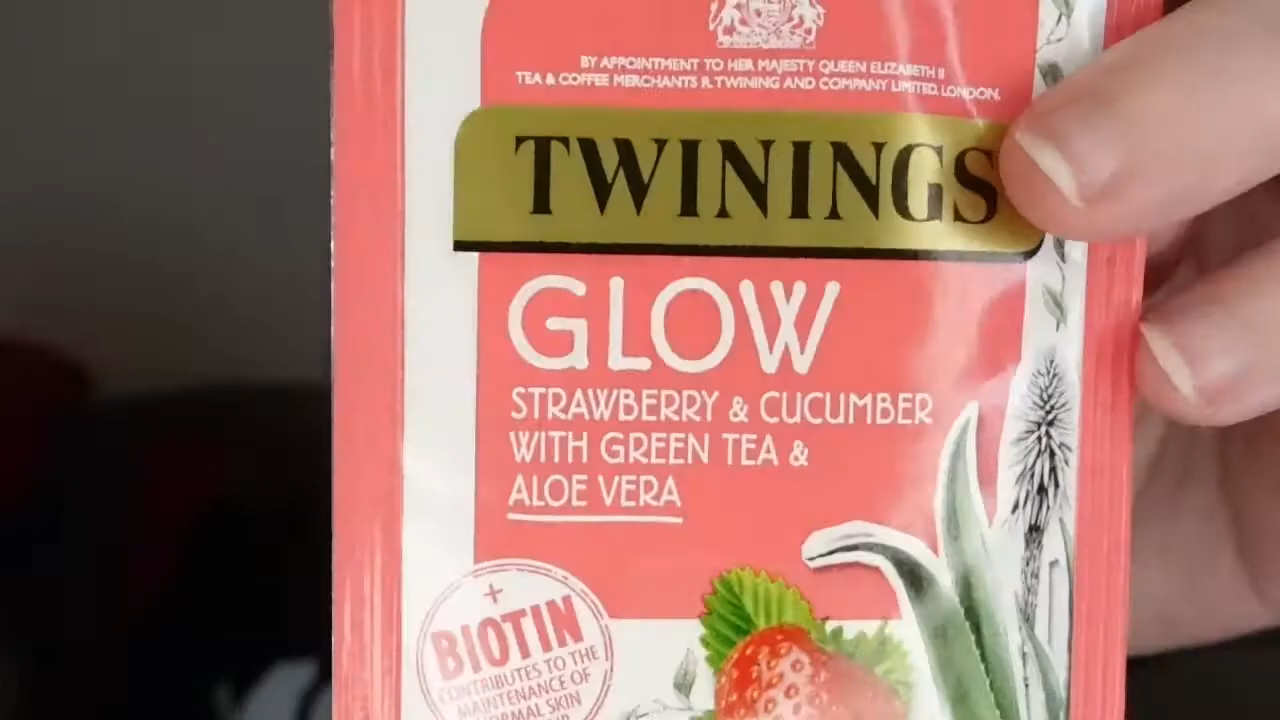 BY APPOINTMENT TO HER MAJESTY QUEEN ELIZABETH II
TEA & COFFEE MERCHANTS R. TWINING AND COMPANY LIMITED, LONDON.
TWININGS
GLOW
STRAWBERRY & CUCUMBER
WITH GREEN TEA &
ALOE VERA
+
BIOTIN
CONTRIBUTES TO THE
MAINTENANCE OF
NORMAL SKIN